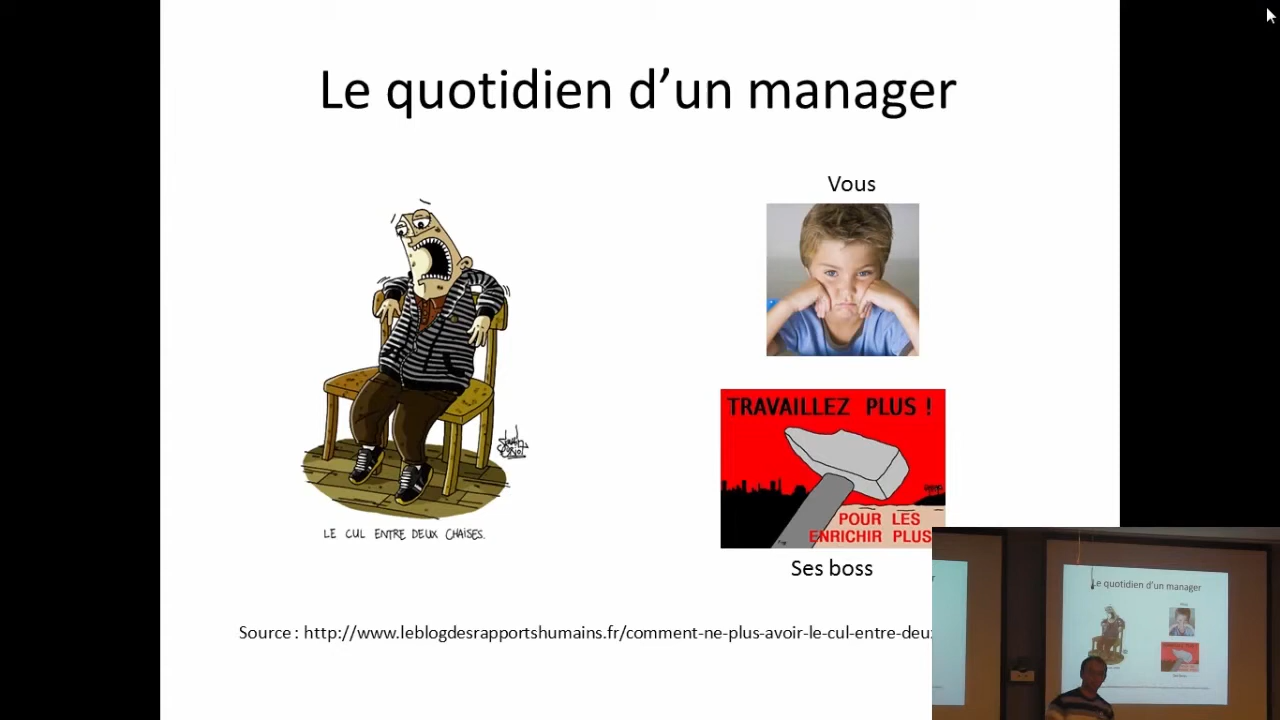 Le quotidien d’un manager
Vous
LE CUL ENTRE DEUX CHAISES.
TRAVAILLEZ PLUS !
POUR LES
ENRICHIR PLUS
Ses boss
Source : http://www.leblogdesrapportshumains.fr/comment-ne-plus-avoir-le-cul-entre-deux
Le quotidien d’un manager